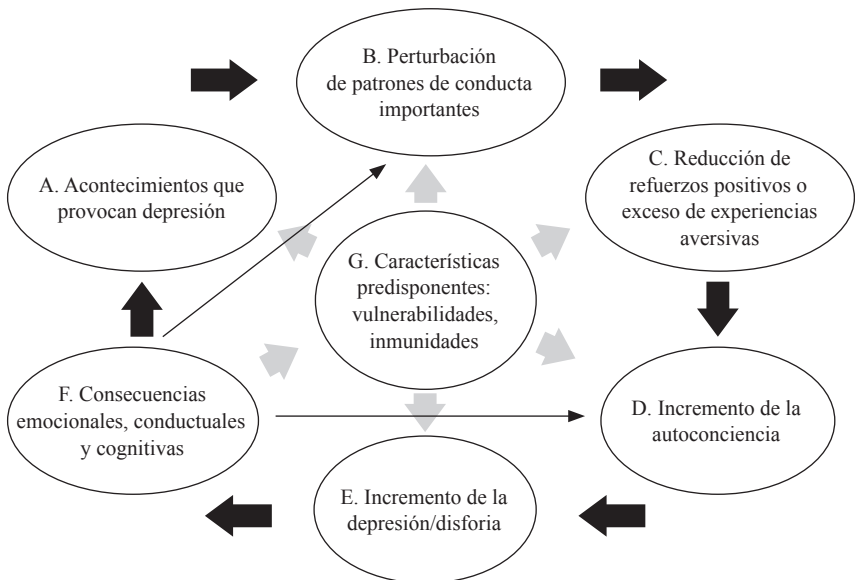 B. Perturbación
de patrones de conducta
importantes
A. Acontecimientos que
provocan depresión
C. Reducción de
refuerzos positivos o
exceso de experiencias
aversivas
G. Características
predisponentes:
vulnerabilidades,
inmunidades
F. Consecuencias
emocionales, conductuales
y cognitivas
D. Incremento de la
autoconciencia
E. Incremento de la
depresión/disforia